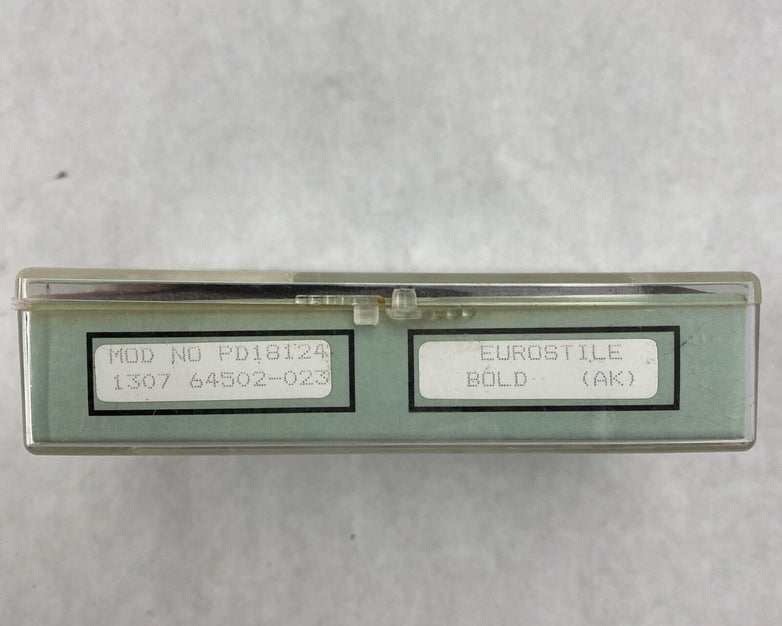 MOD NO PD18124
1307 64502-023
EUROSTILE
BOLD (AK)